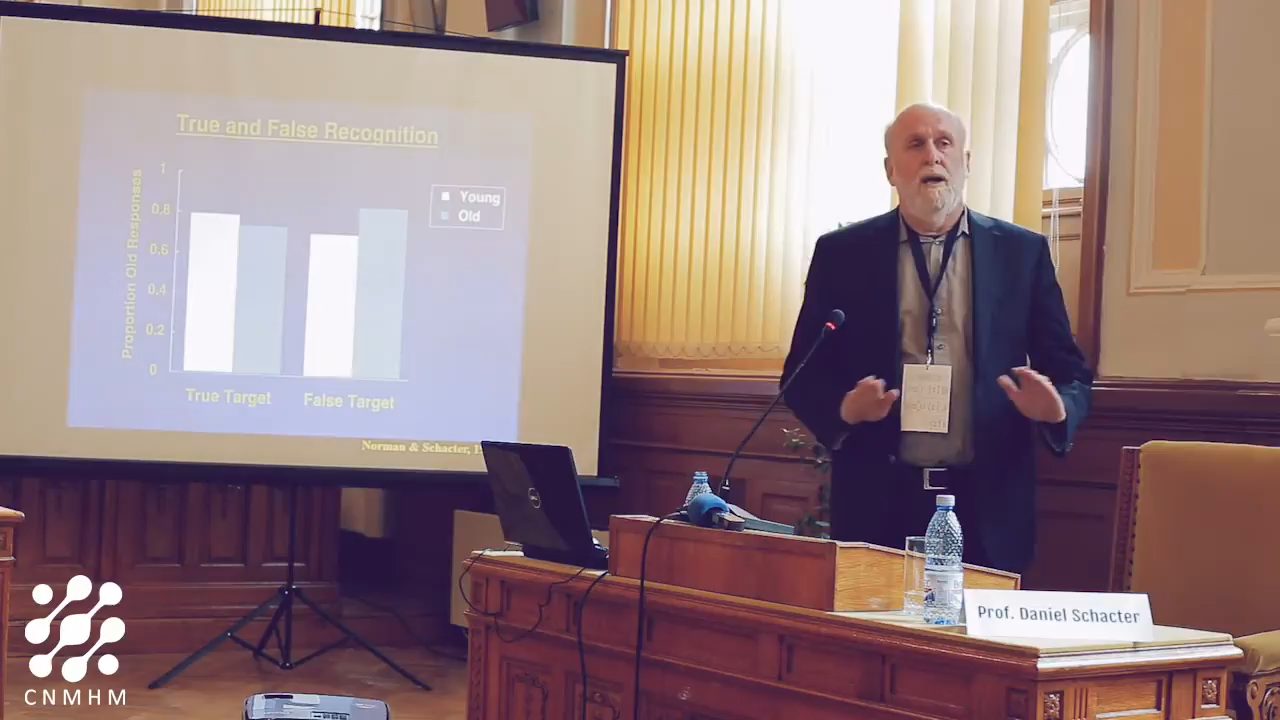 True and False Recognition
Proportion Old Responses
1
0.8
0.6
0.4
0.2
0
Young
Old
True Target
False Target
Norman & Schacter,
Prof. Daniel Schacter
CNMHM